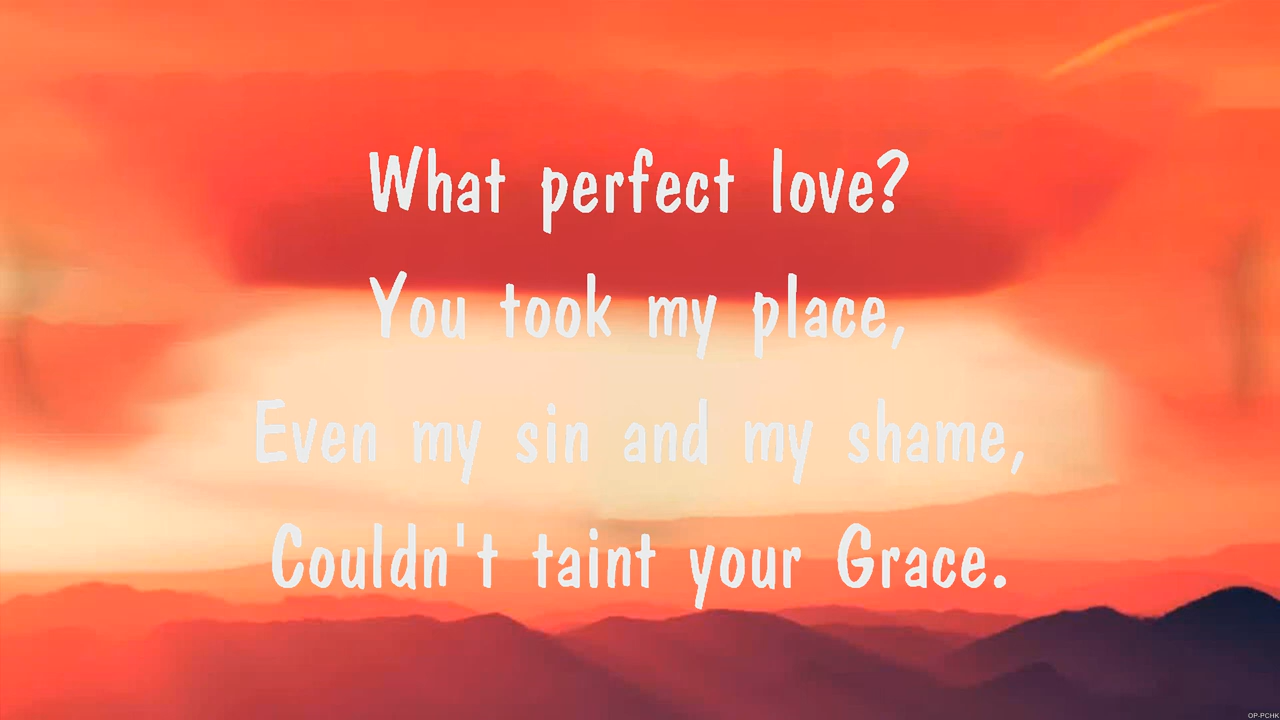 What perfect love?
You took my place,
Even my sin and my shame,
Couldn't taint your Grace.
OP-PCHK